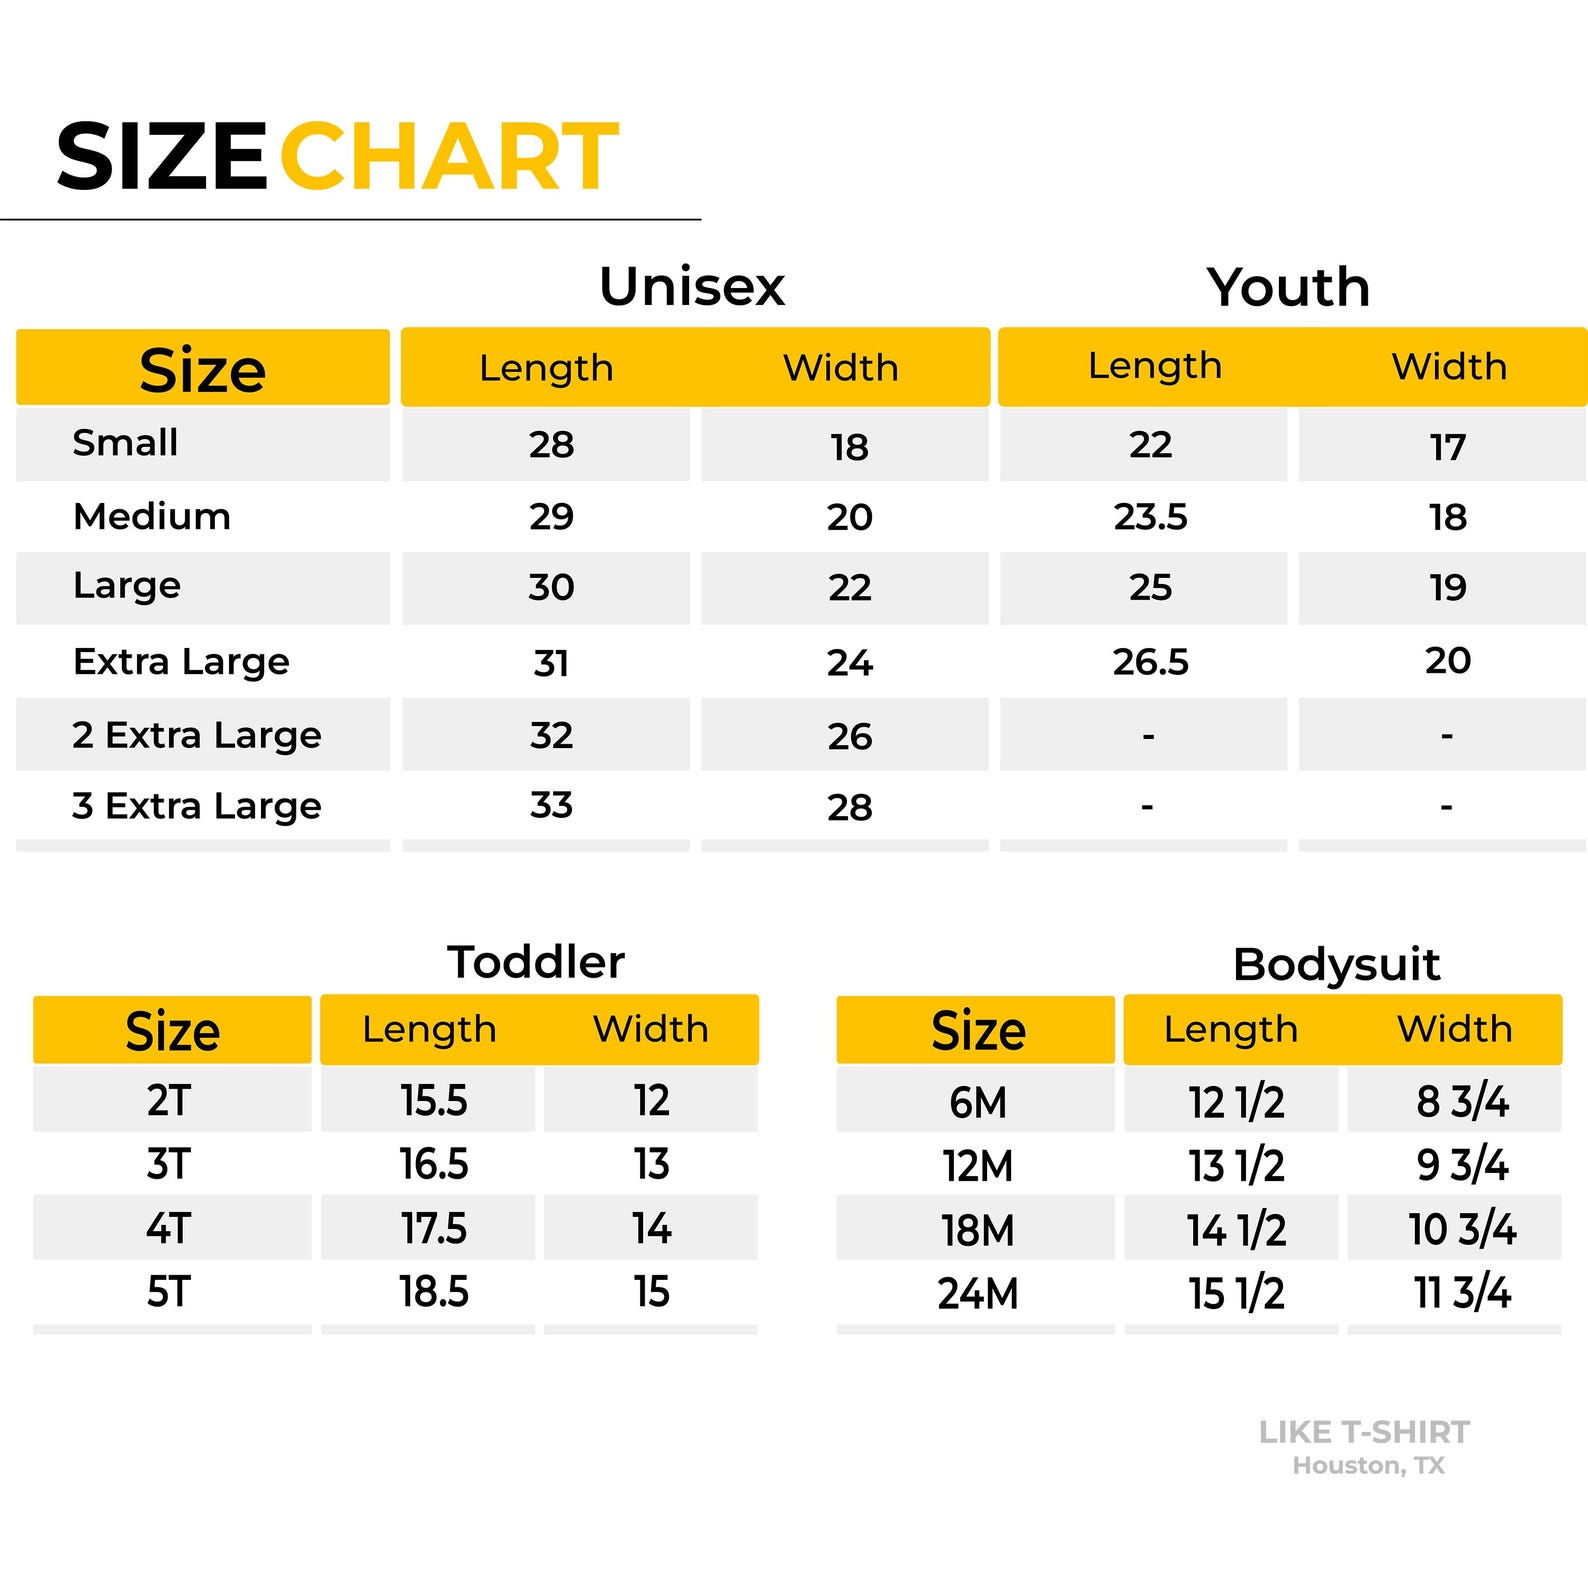 SIZE CHART
Unisex Youth
Size Length Width Length Width
Small 28 18 22 17
Medium 29 20 23.5 18
Large 30 22 25 19
Extra Large 31 24 26.5 20
2 Extra Large 32 26 - -
3 Extra Large 33 28 - -
Toddler
Size Length Width
2T 15.5 12
3T 16.5 13
4T 17.5 14
5T 18.5 15
Bodysuit
Size Length Width
6M 12 1/2 8 3/4
12M 13 1/2 9 3/4
18M 14 1/2 10 3/4
24M 15 1/2 11 3/4
LIKE T-SHIRT
Houston, TX